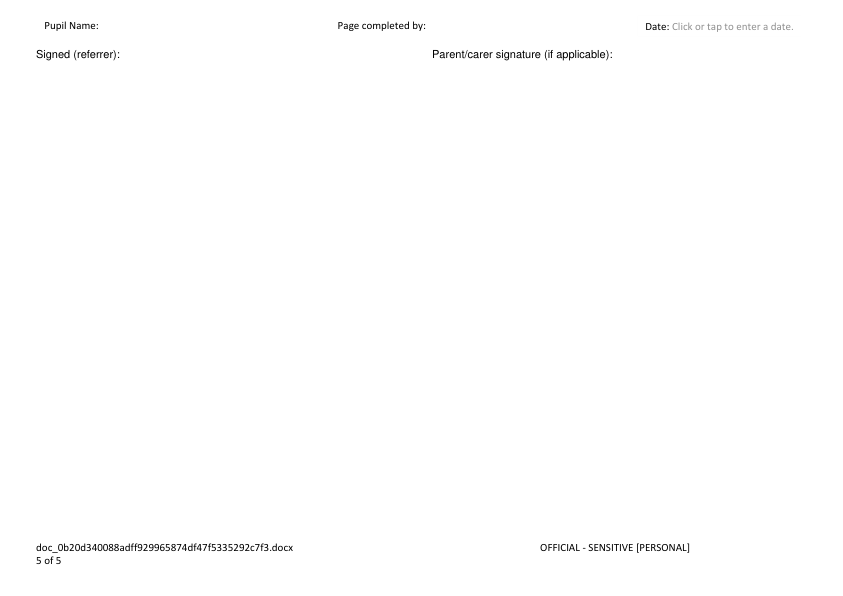 Pupil Name: Page completed by: Date: Click or tap to enter a date.
Signed (referrer): Parent/carer signature (if applicable):
doc_0b20d340088adff929965874df47f5335292c7f3.docx OFFICIAL - SENSITIVE [PERSONAL]
5 of 5